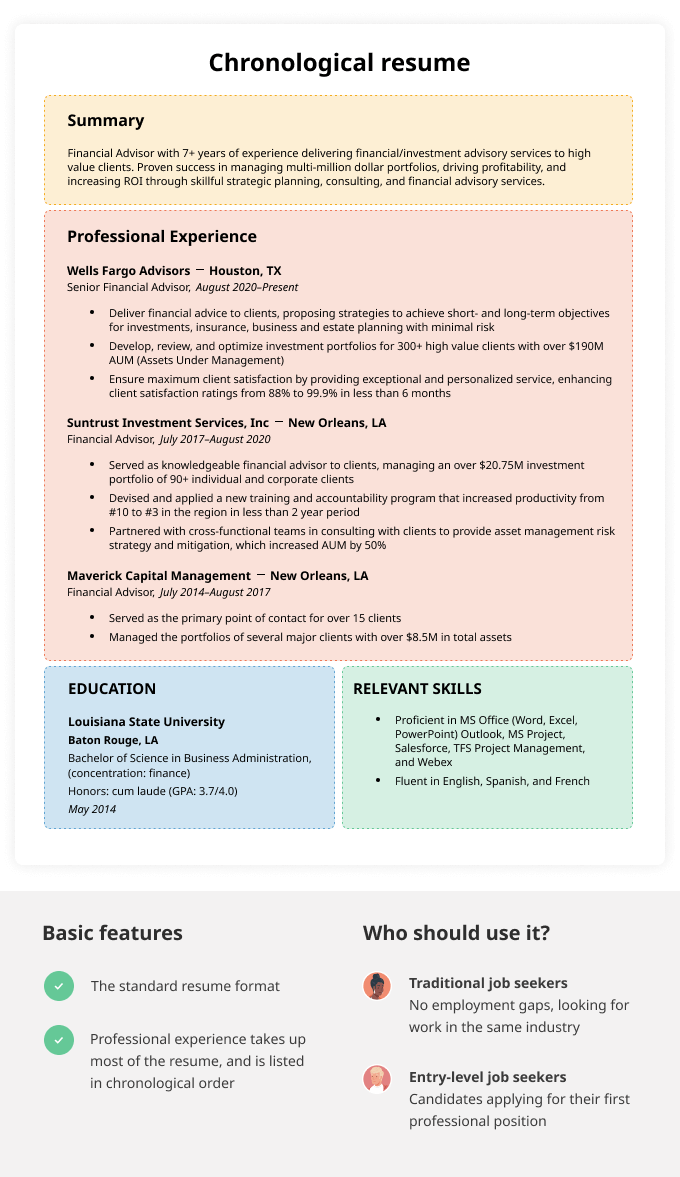 Chronological resume
Summary
Financial Advisor with 7+ years of experience delivering financial/investment advisory services to high
value clients. Proven success in managing multi-million dollar portfolios, driving profitability, and
increasing ROI through skillful strategic planning, consulting, and financial advisory services.
Professional Experience
Wells Fargo Advisors — Houston, TX
Senior Financial Advisor, August 2020–Present
• Deliver financial advice to clients, proposing strategies to achieve short- and long-term objectives
for investments, insurance, business and estate planning with minimal risk
• Develop, review, and optimize investment portfolios for 300+ high value clients with over $190M
AUM (Assets Under Management)
• Ensure maximum client satisfaction by providing exceptional and personalized service, enhancing
client satisfaction ratings from 88% to 99.9% in less than 6 months
Suntrust Investment Services, Inc — New Orleans, LA
Financial Advisor, July 2017–August 2020
• Served as knowledgeable financial advisor to clients, managing an over $20.75M investment
portfolio of 90+ individual and corporate clients
• Devised and applied a new training and accountability program that increased productivity from
#10 to #3 in the region in less than 2 year period
• Partnered with cross-functional teams in consulting with clients to provide asset management risk
strategy and mitigation, which increased AUM by 50%
Maverick Capital Management — New Orleans, LA
Financial Advisor, July 2014–August 2017
• Served as the primary point of contact for over 15 clients
• Managed the portfolios of several major clients with over $8.5M in total assets
EDUCATION
Louisiana State University
Baton Rouge, LA
Bachelor of Science in Business Administration,
(concentration: finance)
Honors: cum laude (GPA: 3.7/4.0)
May 2014
RELEVANT SKILLS
• Proficient in MS Office (Word, Excel,
PowerPoint) Outlook, MS Project,
Salesforce, TFS Project Management,
and Webex
• Fluent in English, Spanish, and French
Basic features
The standard resume format
Professional experience takes up
most of the resume, and is listed
in chronological order
Who should use it?
Traditional job seekers
No employment gaps, looking for
work in the same industry
Entry-level job seekers
Candidates applying for their first
professional position